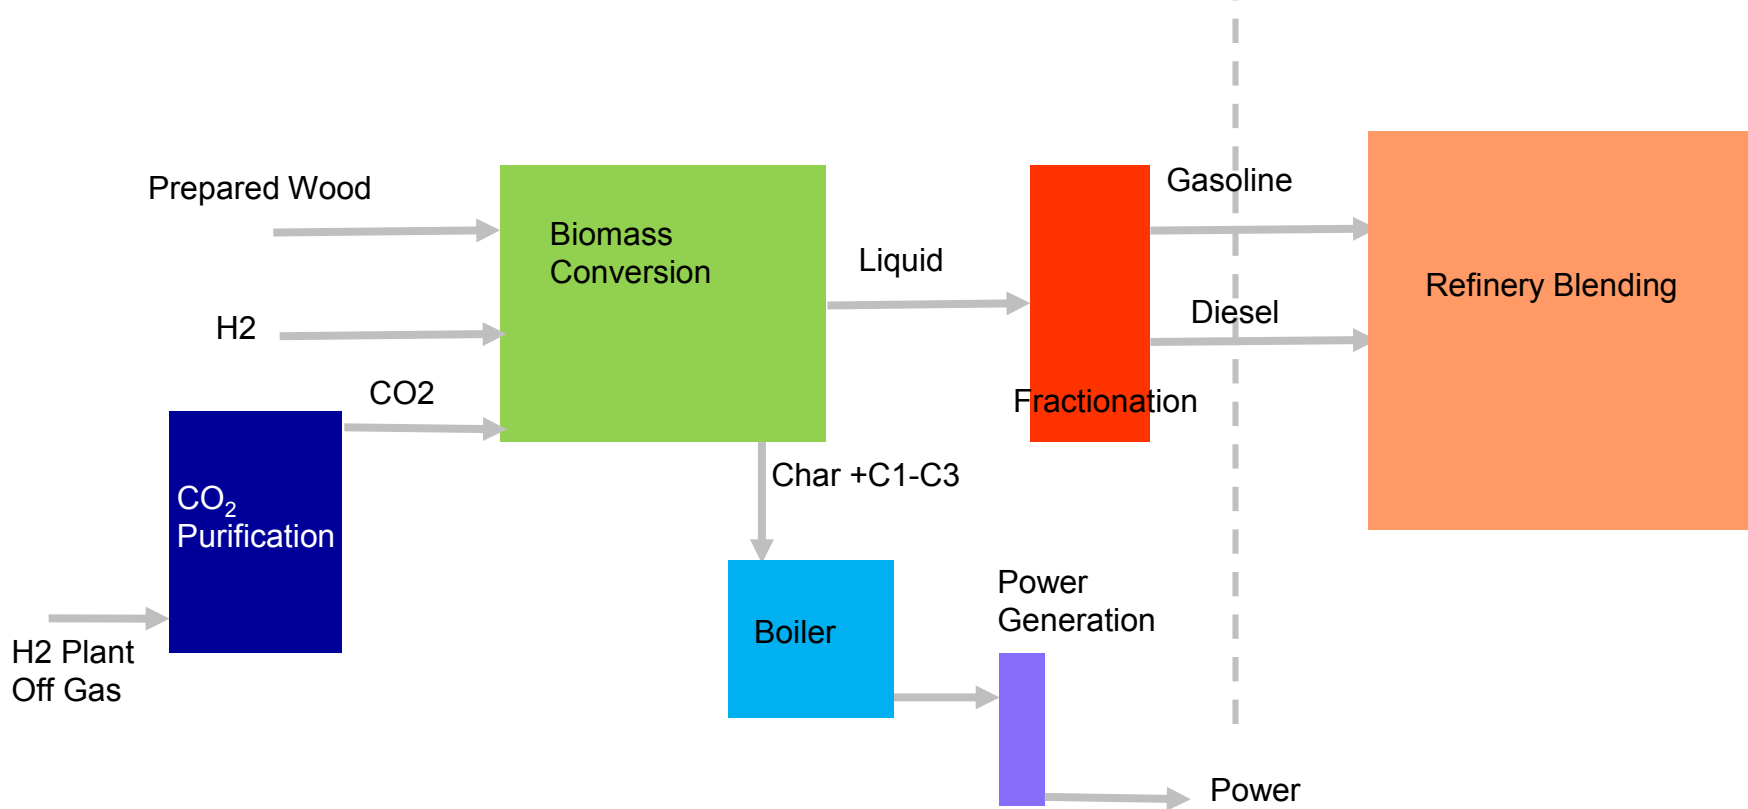 Prepared Wood
H2
CO2
CO₂
Purification
H2 Plant
Off Gas
Biomass
Conversion
Liquid
Char +C1-C3
Boiler
Power
Generation
Power
Fractionation
Gasoline
Diesel
Refinery Blending